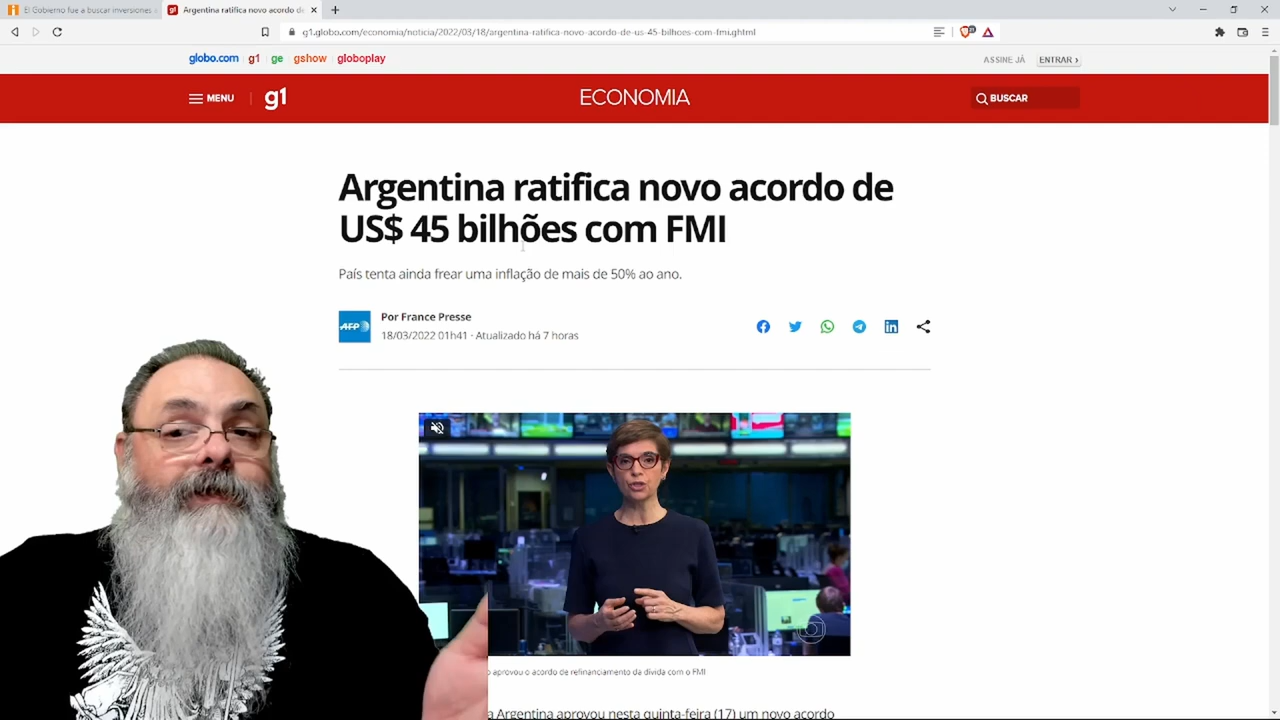 El Gobierno fue a buscar inversiones
g1 Argentina ratifica novo acordo de
g1.globo.com/economia/noticia/2022/03/18/argentina-ratifica-novo-acordo-de-us-45-bilhoes-com-fmi.ghtml
globo.com g1 ge gshow globoplay
ASSINE JÁ ENTRAR ›
MENU g1 ECONOMIA BUSCAR
Argentina ratifica novo acordo de
US$ 45 bilhões com FMI
País tenta ainda frear uma inflação de mais de 50% ao ano.
AFP
Por France Presse
18/03/2022 01h41 · Atualizado há 7 horas
o aprovou o acordo de refinanciamento da dívida com o FMI
a Argentina aprovou nesta quinta-feira (17) um novo acordo